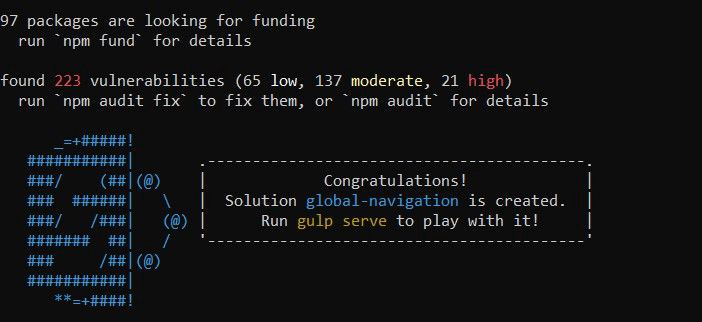 97 packages are looking for funding
  run `npm fund` for details

found 223 vulnerabilities (65 low, 137 moderate, 21 high)
  run `npm audit fix` to fix them, or `npm audit` for details

      _=+#####!
   ###########|       .-----------------------------------------.
   ###/    (##|(@)    |             Congratulations!            |
   ###  ######|   \   |  Solution global-navigation is created.  |
   ###/   /###|   (@) |      Run gulp serve to play with it!     |
   #######  ##|   /   '-----------------------------------------'
   ###     /##|(@)
   ###########|
      **=+####!